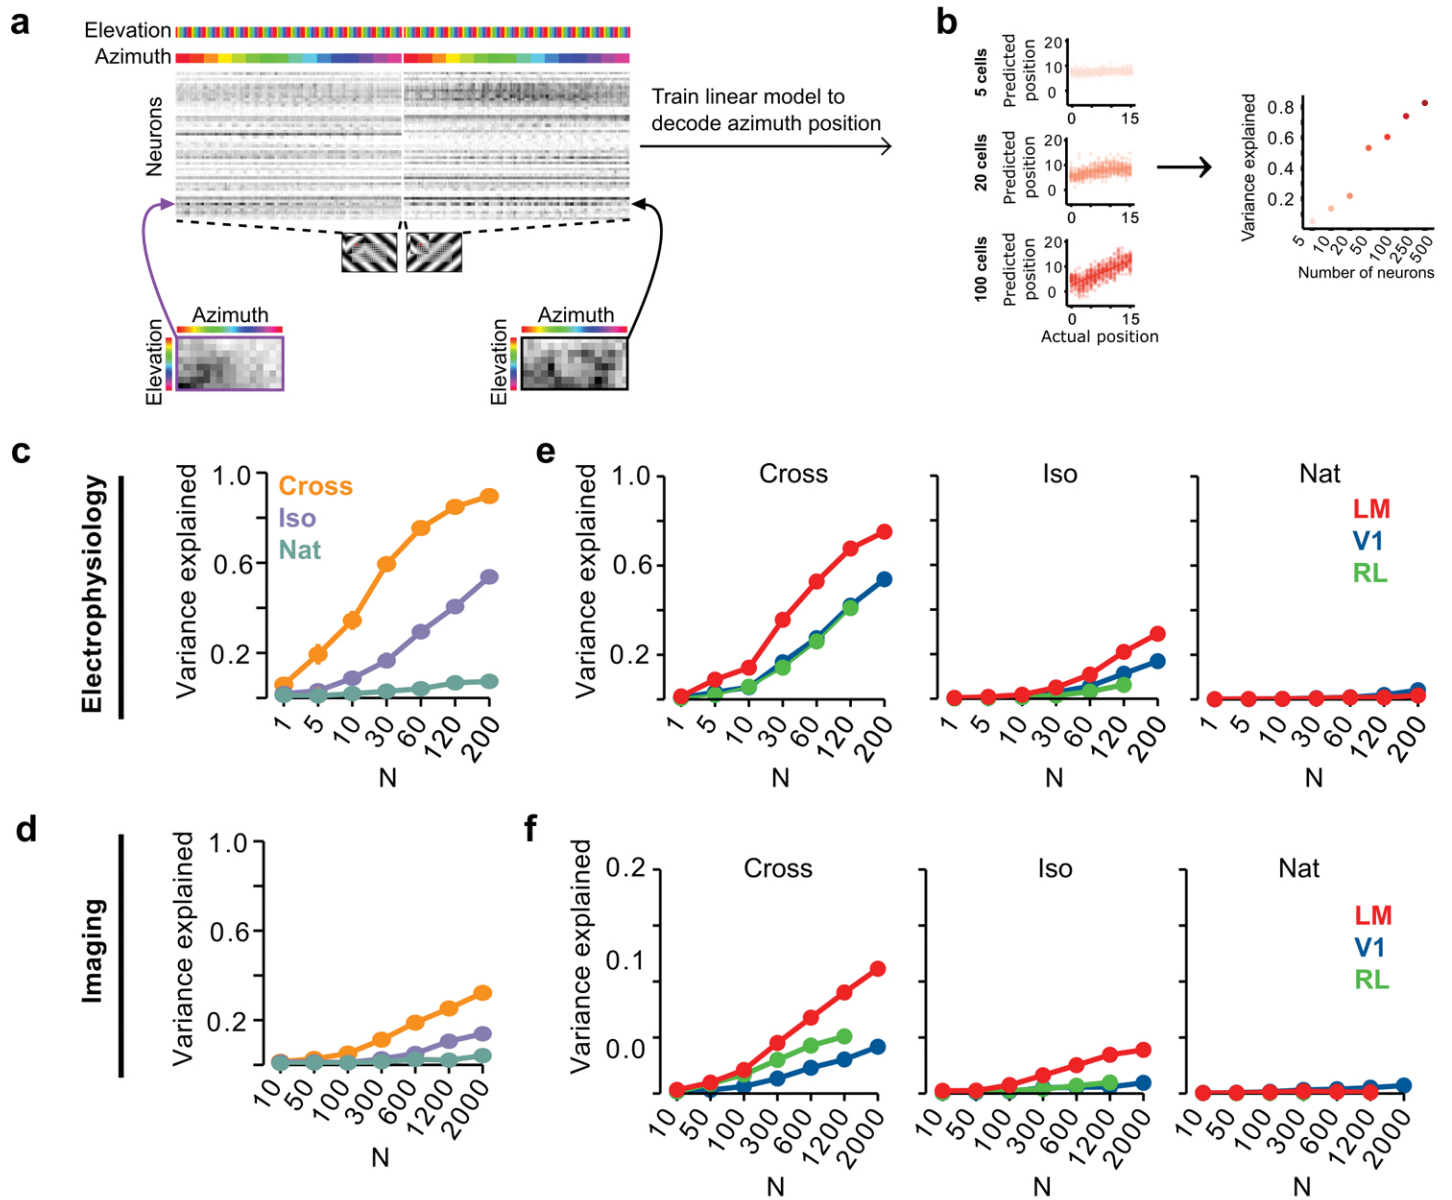 a
Elevation
Azimuth
Neurons
Train linear model to
decode azimuth position
Azimuth
Elevation
Azimuth
Elevation
b
5 cells
Predicted
position
20
10
0
0 15
20 cells
Predicted
position
20
10
0
0 15
100 cells
Predicted
position
20
10
0
0 15
Actual position
Variance explained
0.8
0.6
0.4
0.2
5 10 20 50 100 250 500
Number of neurons
c
Electrophysiology
Variance explained
1.0
0.6
0.2
Cross
Iso
Nat
1 5 10 30 60 120 200
N
e
Variance explained
1.0
0.6
0.2
Cross
1 5 10 30 60 120 200
N
Iso
1 5 10 30 60 120 200
N
Nat
LM
V1
RL
1 5 10 30 60 120 200
N
d
Imaging
Variance explained
1.0
0.6
0.2
10 50 100 300 600 1200 2000
N
f
Variance explained
0.2
0.1
0.0
Cross
10 50 100 300 600 1200 2000
N
Iso
10 50 100 300 600 1200 2000
N
Nat
LM
V1
RL
10 50 100 300 600 1200 2000
N